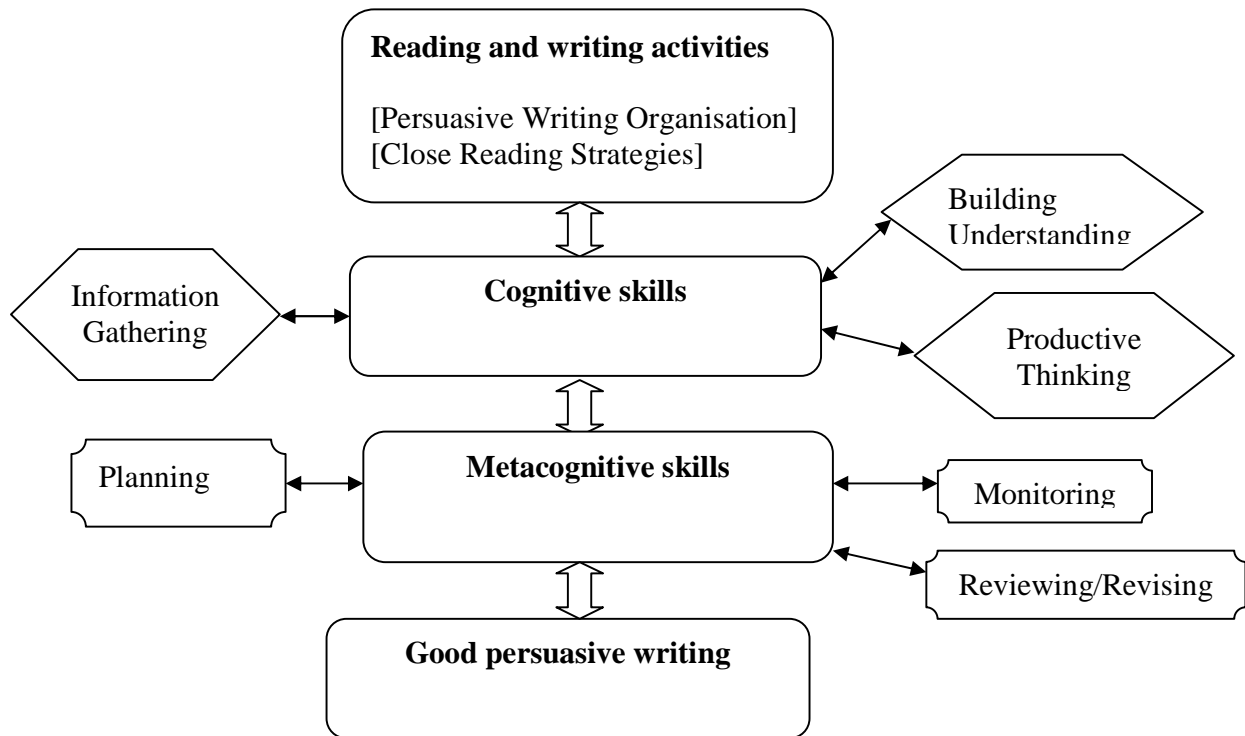 Reading and writing activities
[Persuasive Writing Organisation]
[Close Reading Strategies]
Building
Understanding
Cognitive skills
Information
Gathering
Productive
Thinking
Metacognitive skills
Planning
Monitoring
Reviewing/Revising
Good persuasive writing